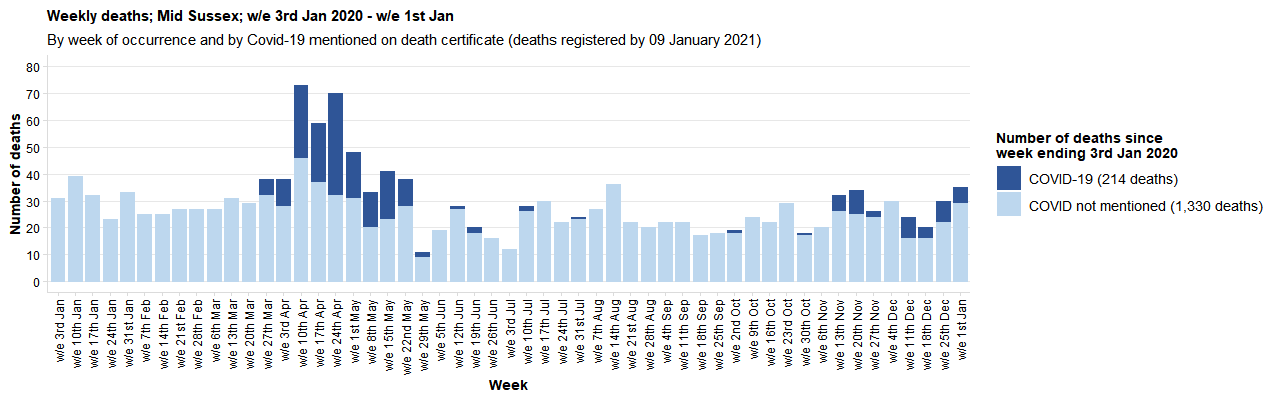 Weekly deaths; Mid Sussex; w/e 3rd Jan 2020 - w/e 1st Jan
By week of occurrence and by Covid-19 mentioned on death certificate (deaths registered by 09 January 2021)
Number of deaths
80
70
60
50
40
30
20
10
0
w/e 3rd Jan
w/e 10th Jan
w/e 17th Jan
w/e 24th Jan
w/e 31st Jan
w/e 7th Feb
w/e 14th Feb
w/e 21st Feb
w/e 28th Feb
w/e 6th Mar
w/e 13th Mar
w/e 20th Mar
w/e 27th Mar
w/e 3rd Apr
w/e 10th Apr
w/e 17th Apr
w/e 24th Apr
w/e 1st May
w/e 8th May
w/e 15th May
w/e 22nd May
w/e 29th May
w/e 5th Jun
w/e 12th Jun
w/e 19th Jun
w/e 26th Jun
w/e 3rd Jul
w/e 10th Jul
w/e 17th Jul
w/e 24th Jul
w/e 31st Jul
w/e 7th Aug
w/e 14th Aug
w/e 21st Aug
w/e 28th Aug
w/e 4th Sep
w/e 11th Sep
w/e 18th Sep
w/e 25th Sep
w/e 2nd Oct
w/e 9th Oct
w/e 16th Oct
w/e 23rd Oct
w/e 30th Oct
w/e 6th Nov
w/e 13th Nov
w/e 20th Nov
w/e 27th Nov
w/e 4th Dec
w/e 11th Dec
w/e 18th Dec
w/e 25th Dec
w/e 1st Jan
Week
Number of deaths since
week ending 3rd Jan 2020
COVID-19 (214 deaths)
COVID not mentioned (1,330 deaths)